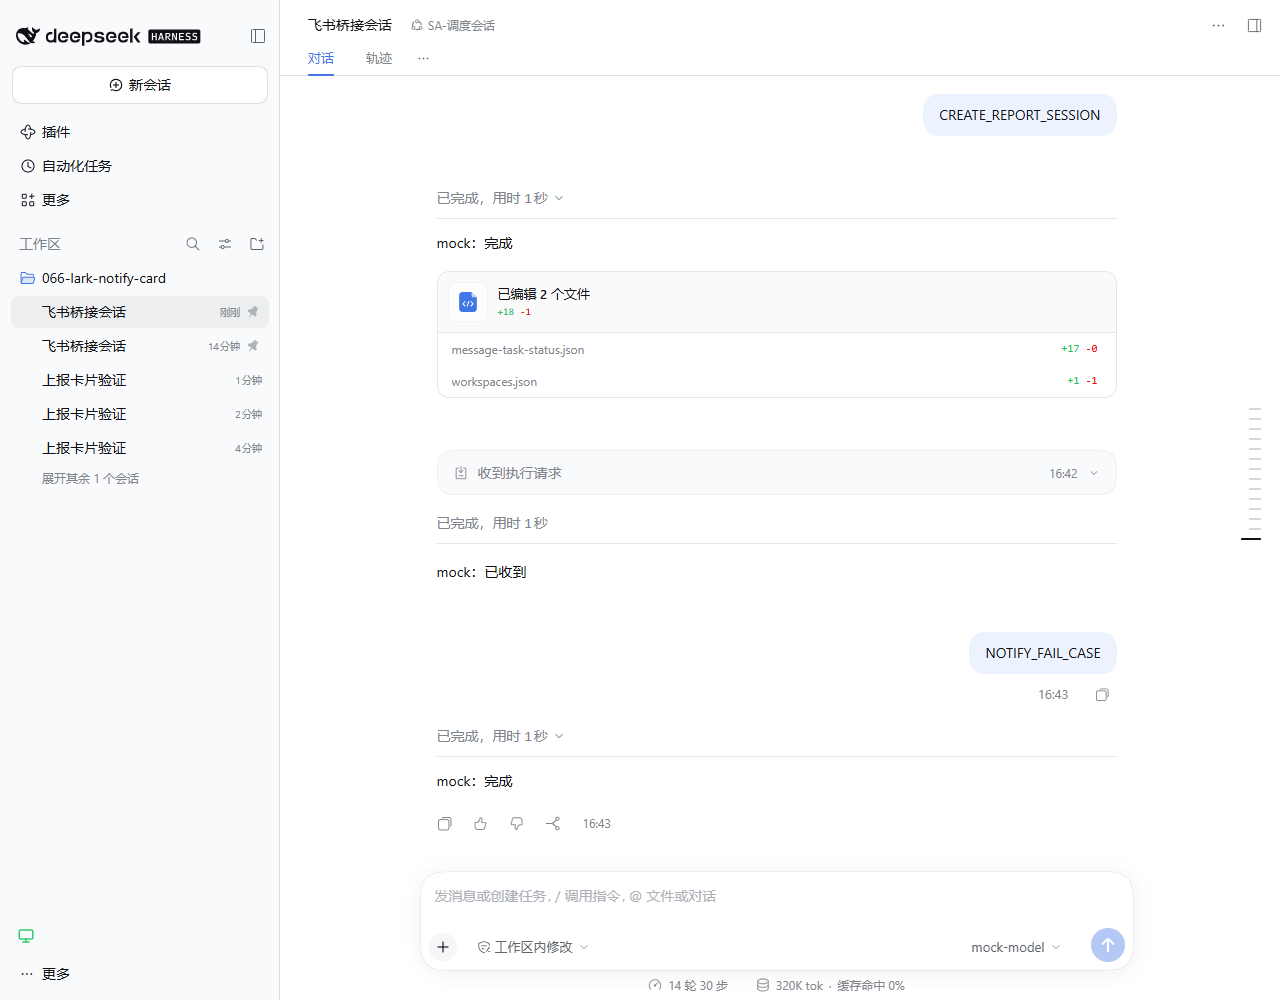 deepseek HARNESS
新会话
插件
自动化任务
更多
工作区
066-lark-notify-card
飞书桥接会话 刚刚
飞书桥接会话 14分钟
上报卡片验证 1分钟
上报卡片验证 2分钟
上报卡片验证 4分钟
展开其余 1 个会话
更多
飞书桥接会话 SA-调度会话
对话 轨迹 ···
CREATE_REPORT_SESSION
已完成，用时 1 秒
mock：完成
已编辑 2 个文件
+18 -1
message-task-status.json +17 -0
workspaces.json +1 -1
收到执行请求 16:42
已完成，用时 1 秒
mock：已收到
NOTIFY_FAIL_CASE
16:43
已完成，用时 1 秒
mock：完成
16:43
发消息或创建任务, / 调用指令, @ 文件或对话
工作区内修改 mock-model
14 轮 30 步 320K tok · 缓存命中 0%